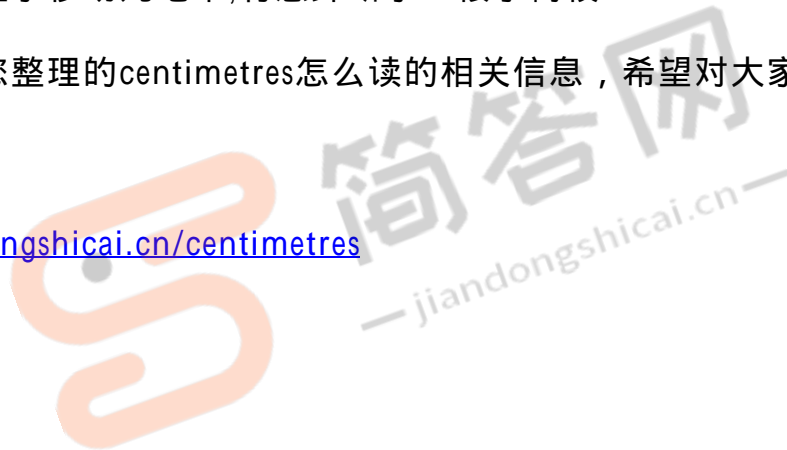 您整理的centimetres怎么读的相关信息，希望对大家
ngshicai.cn/centimetres
简答网
jiandongshicai.cn